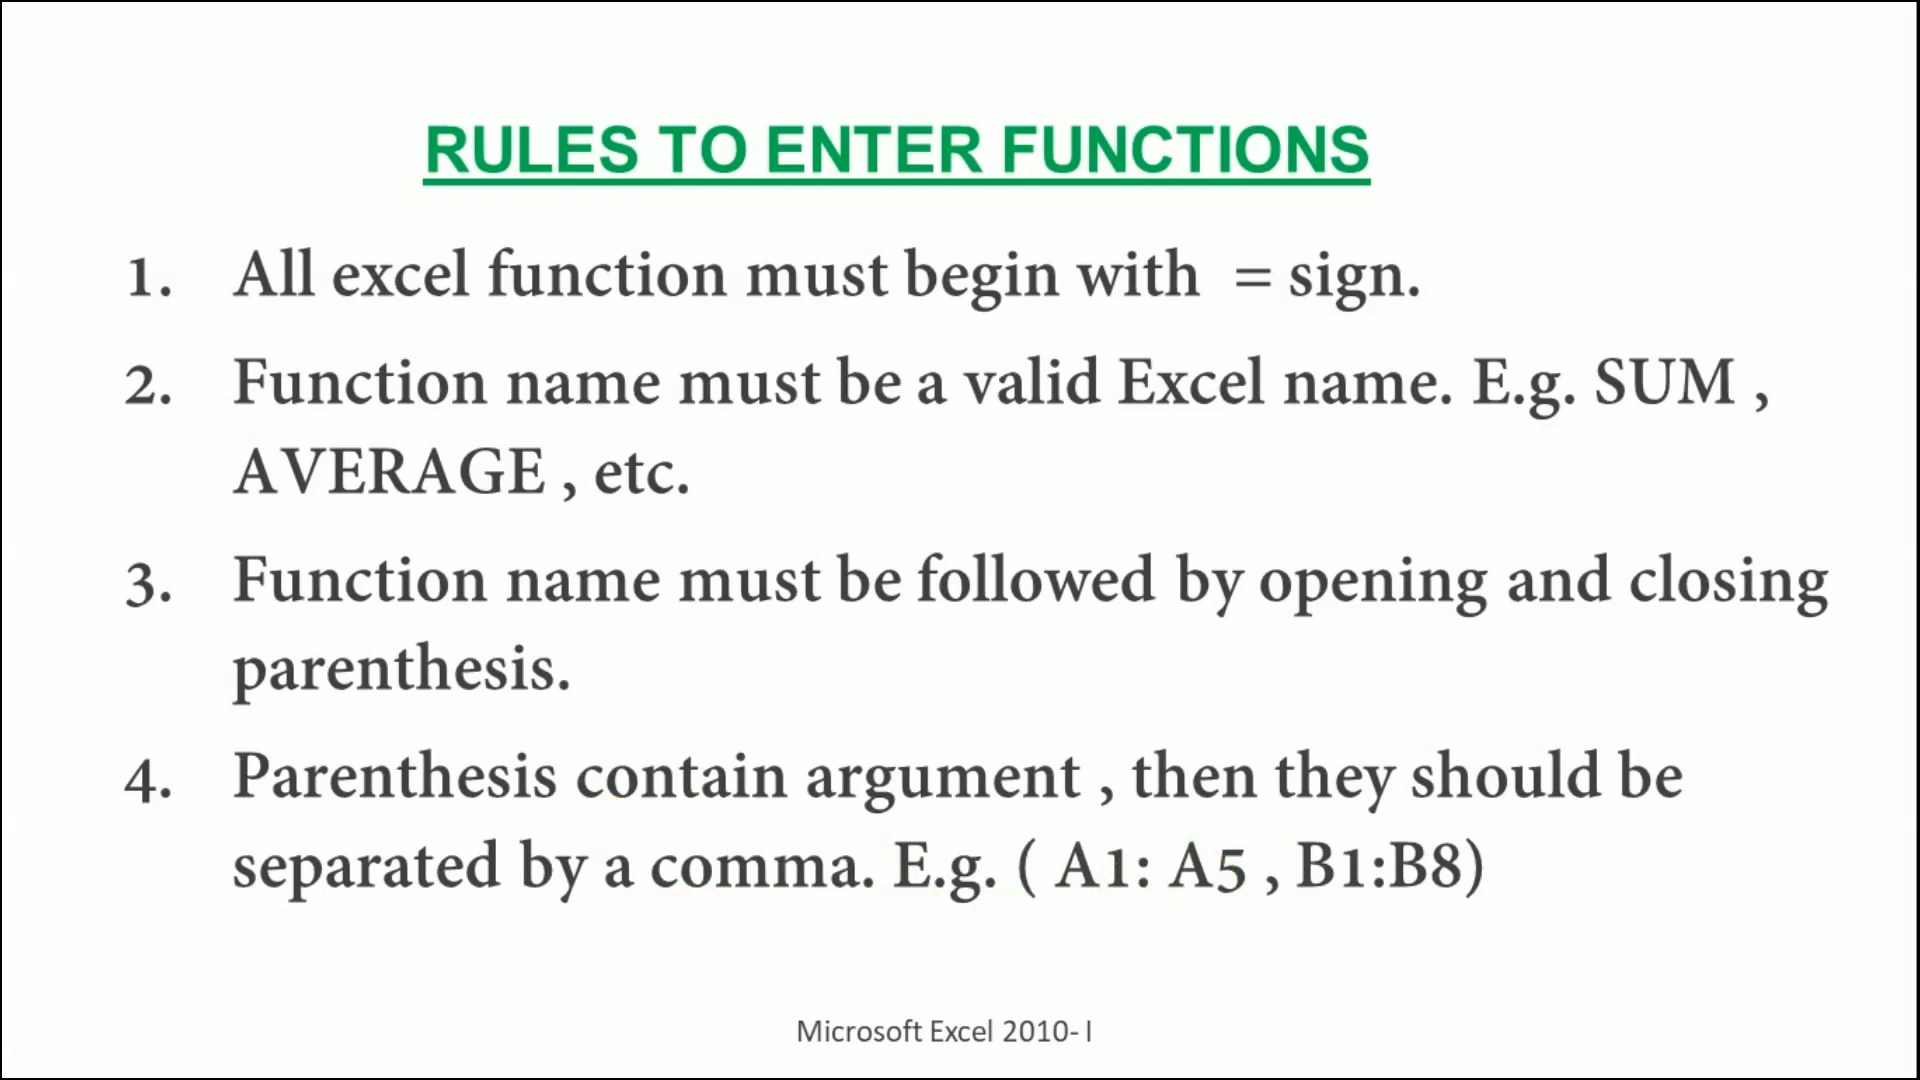 RULES TO ENTER FUNCTIONS
1. All excel function must begin with = sign.
2. Function name must be a valid Excel name. E.g. SUM ,
AVERAGE , etc.
3. Function name must be followed by opening and closing
parenthesis.
4. Parenthesis contain argument , then they should be
separated by a comma. E.g. ( A1: A5 , B1:B8)
Microsoft Excel 2010- I